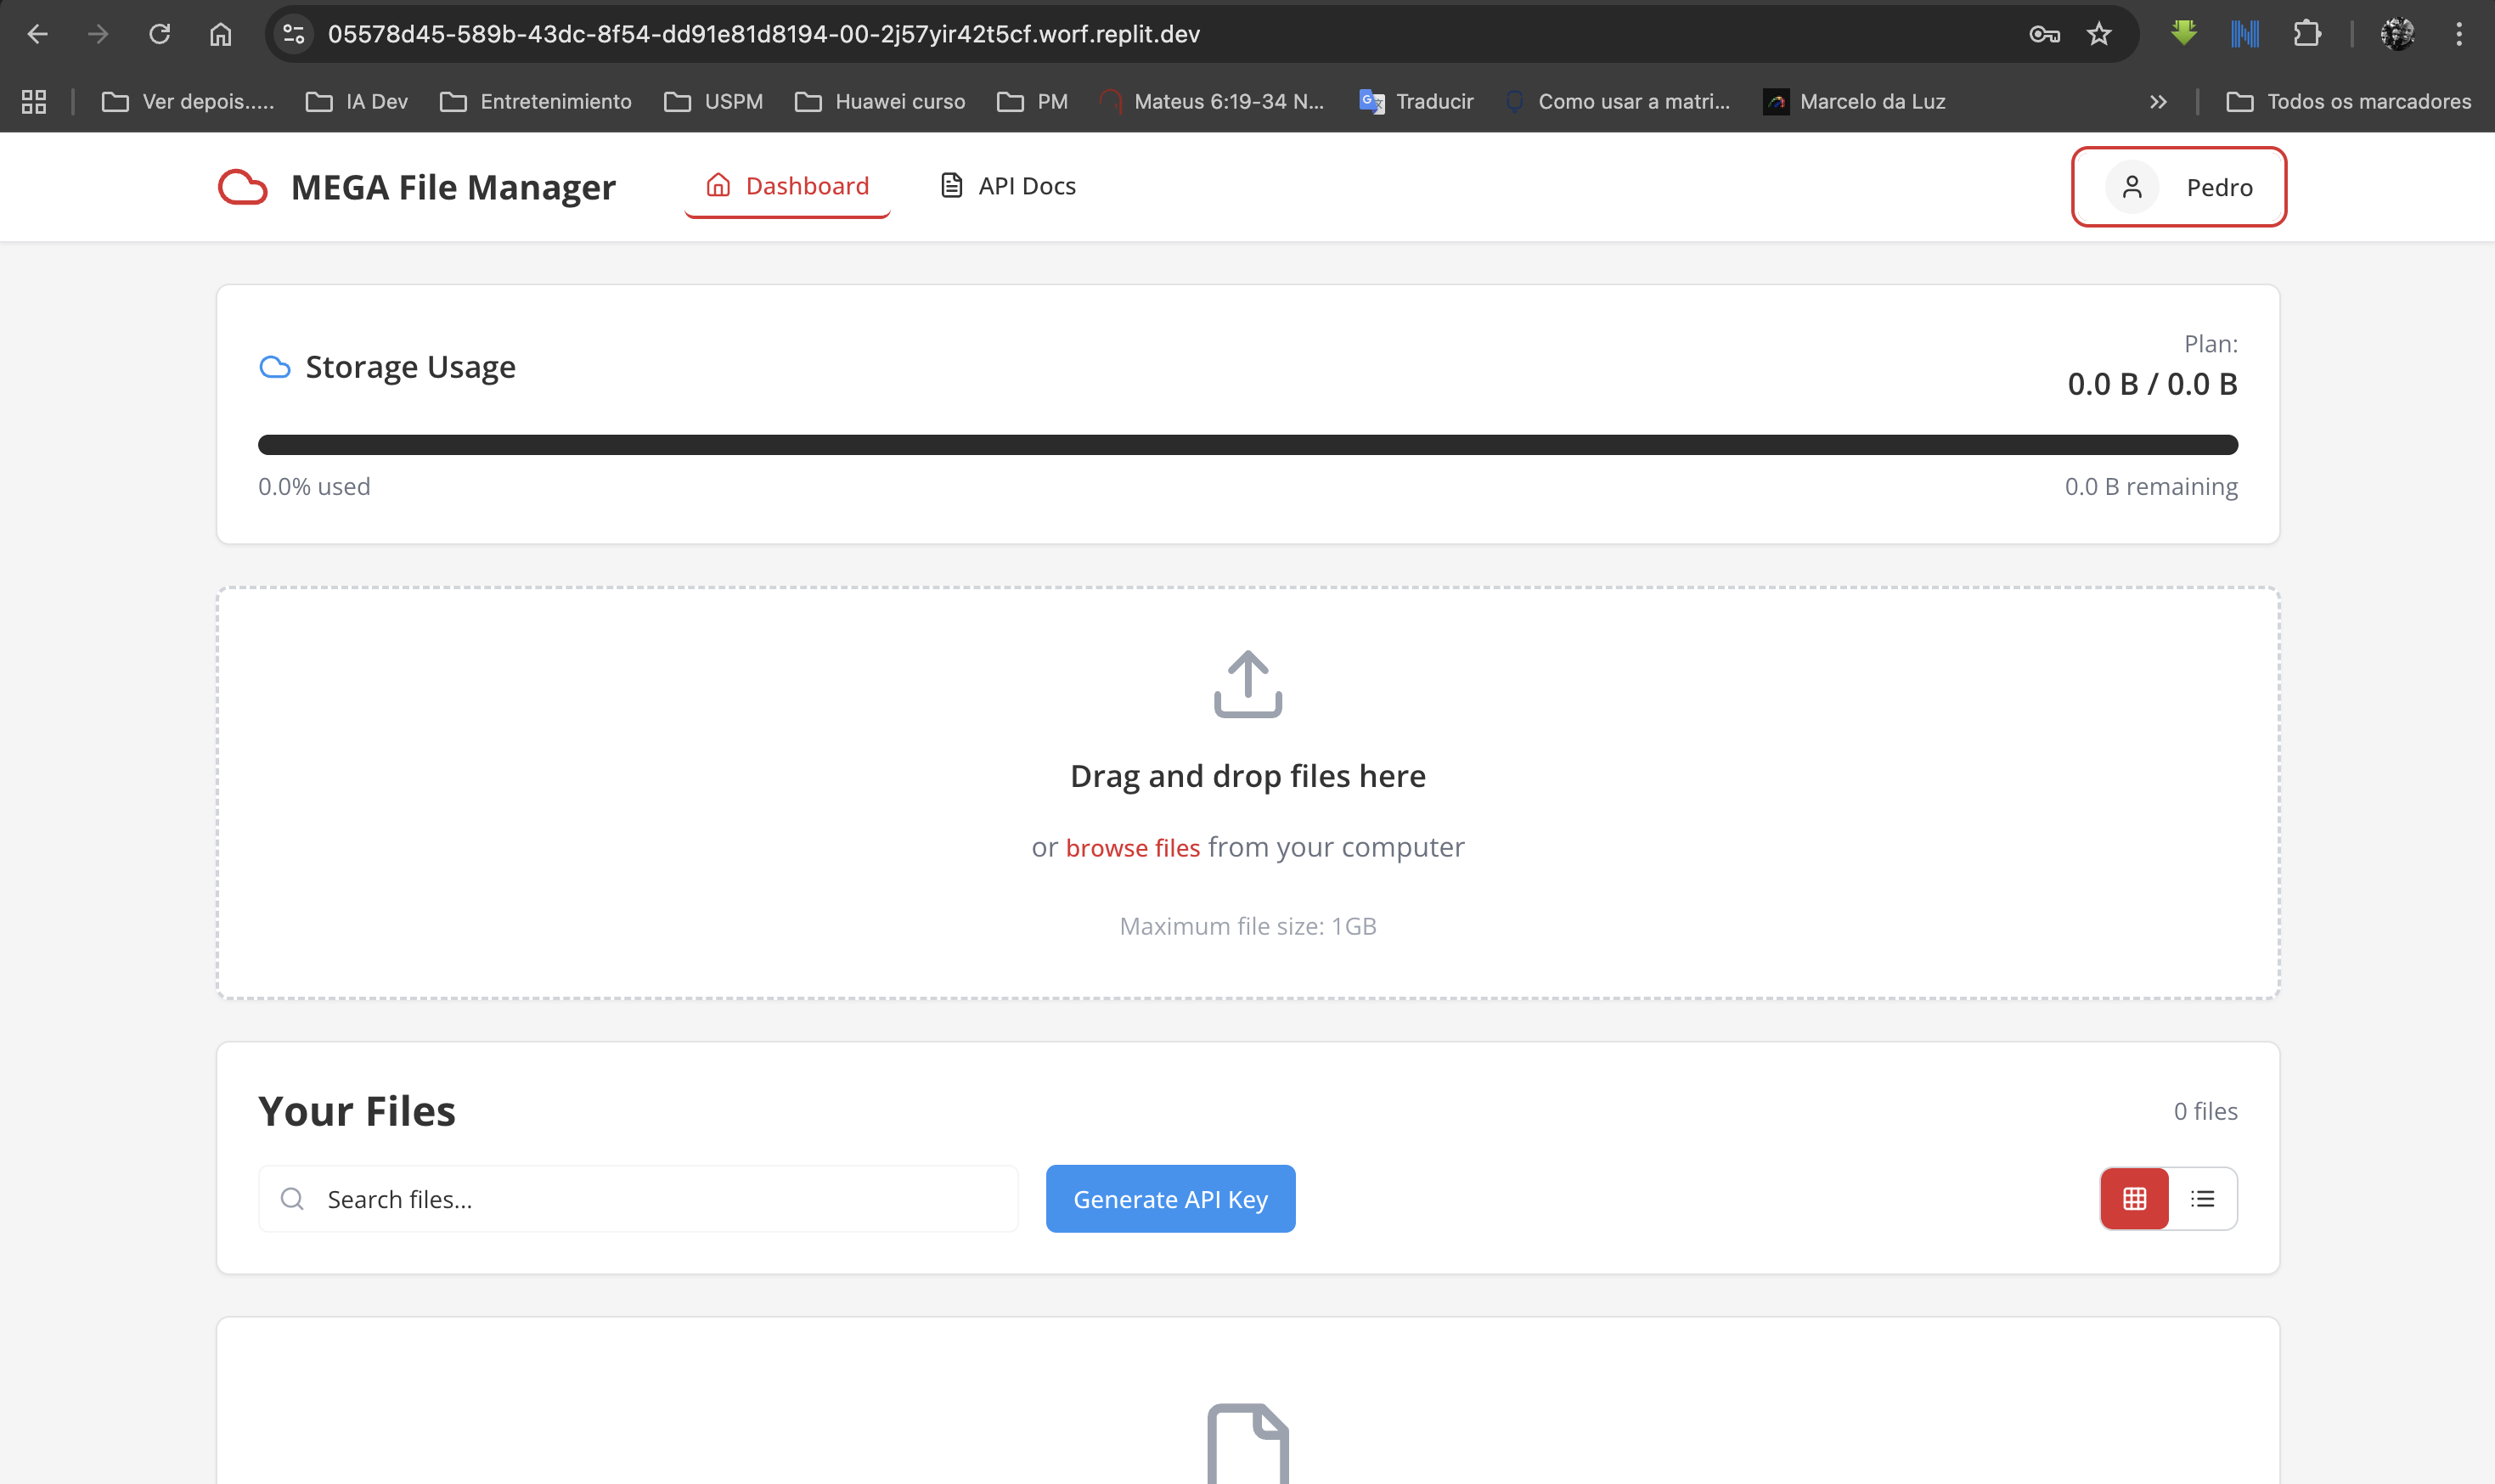 05578d45-589b-43dc-8f54-dd91e81d8194-00-2j57yir42t5cf.worf.replit.dev
Ver depois..... IA Dev Entretenimiento USPM Huawei curso PM Mateus 6:19-34 N... Traducir Como usar a matri... Marcelo da Luz » Todos os marcadores
MEGA File Manager Dashboard API Docs Pedro
Plan:
Storage Usage 0.0 B / 0.0 B
0.0% used 0.0 B remaining
Drag and drop files here
or browse files from your computer
Maximum file size: 1GB
Your Files 0 files
Search files... Generate API Key